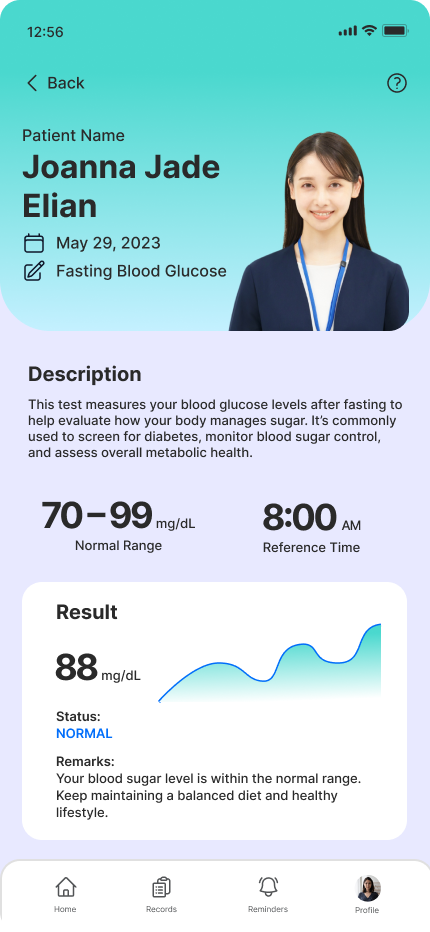 12:56
Back
Patient Name
Joanna Jade
Elian
May 29, 2023
Fasting Blood Glucose
Description
This test measures your blood glucose levels after fasting to
help evaluate how your body manages sugar. It’s commonly
used to screen for diabetes, monitor blood sugar control,
and assess overall metabolic health.
70–99 mg/dL
Normal Range
8:00 AM
Reference Time
Result
88 mg/dL
Status:
NORMAL
Remarks:
Your blood sugar level is within the normal range.
Keep maintaining a balanced diet and healthy
lifestyle.
Home
Records
Reminders
Profile